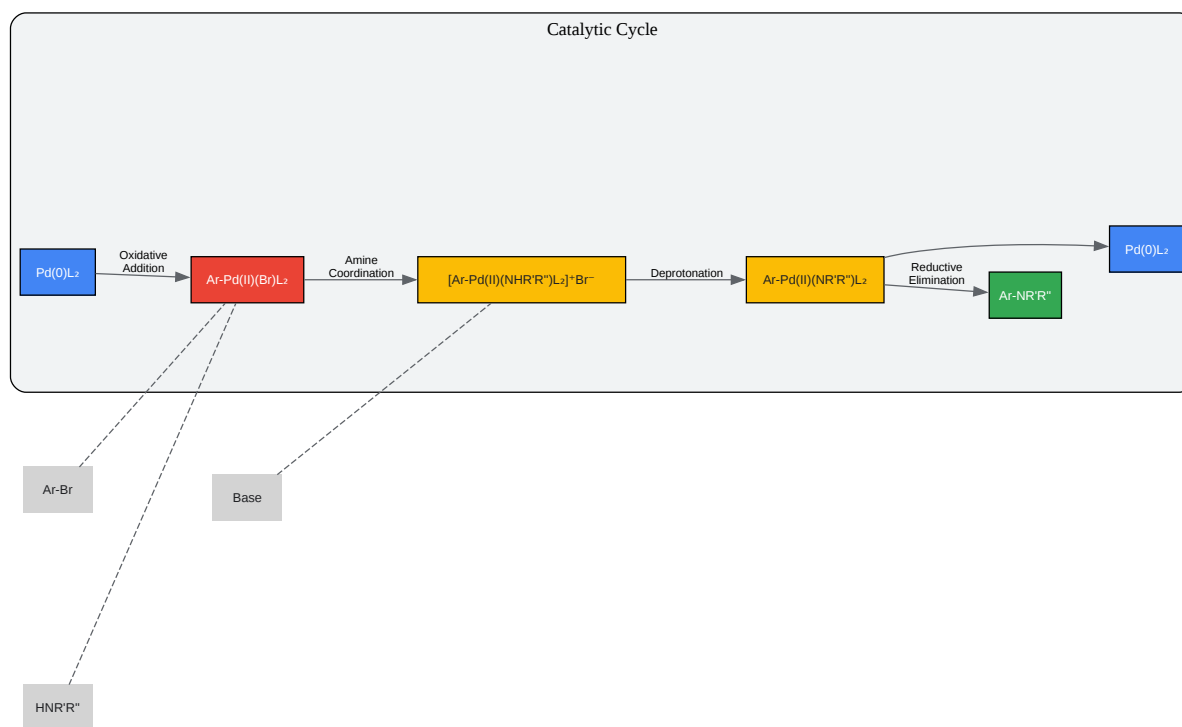 Catalytic Cycle
Pd(0)L₂
Oxidative
Addition
Ar-Pd(II)(Br)L₂
Amine
Coordination
[Ar-Pd(II)(NHR'R")L₂]⁺Br⁻
Deprotonation
Ar-Pd(II)(NR'R")L₂
Reductive
Elimination
Ar-NR'R"
Pd(0)L₂
Ar-Br
Base
HNR'R"